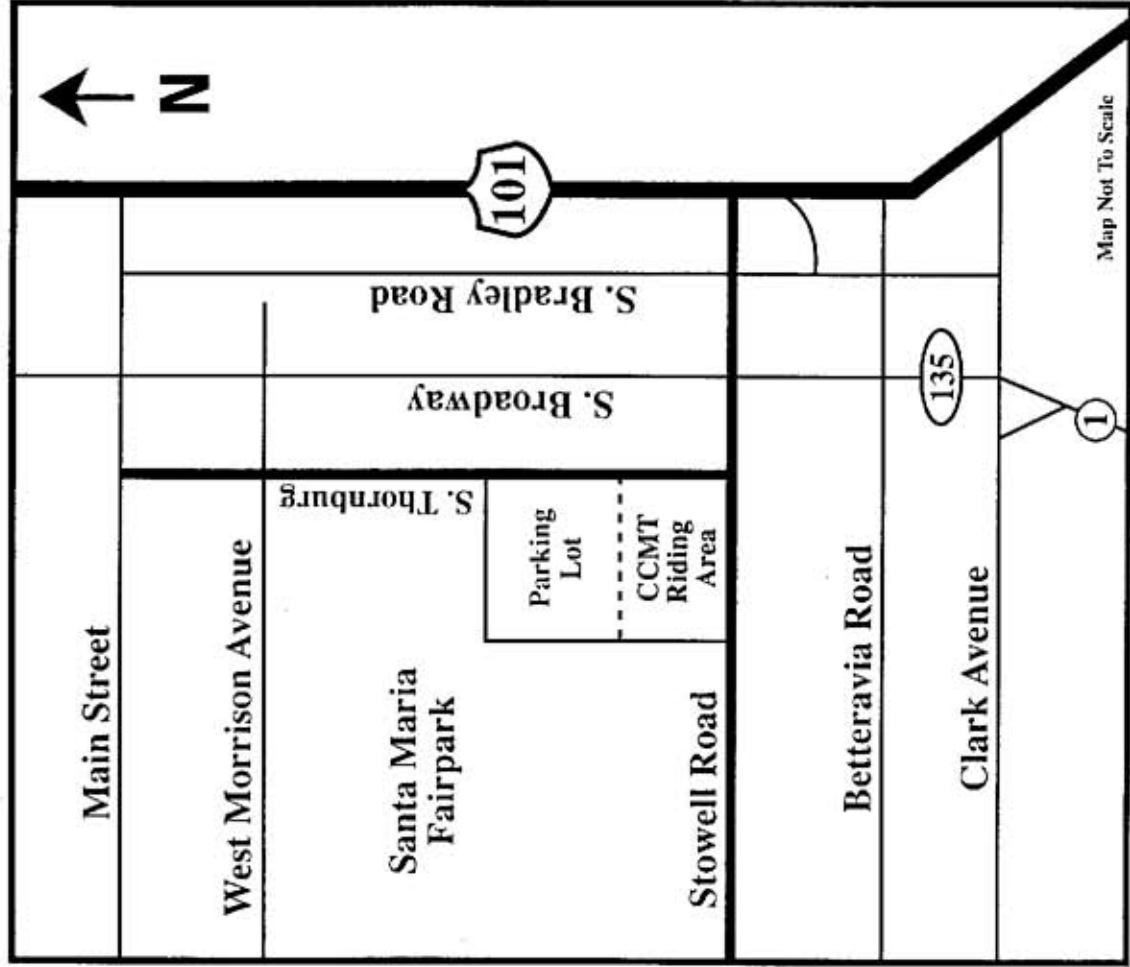 N
Main Street
West Morrison Avenue
101
S. Bradley Road
S. Broadway
S. Thornburg
Santa Maria
Fairpark
Parking
Lot
CCMT
Riding
Area
Stowell Road
Betteravia Road
135
Clark Avenue
1
Map Not To Scale